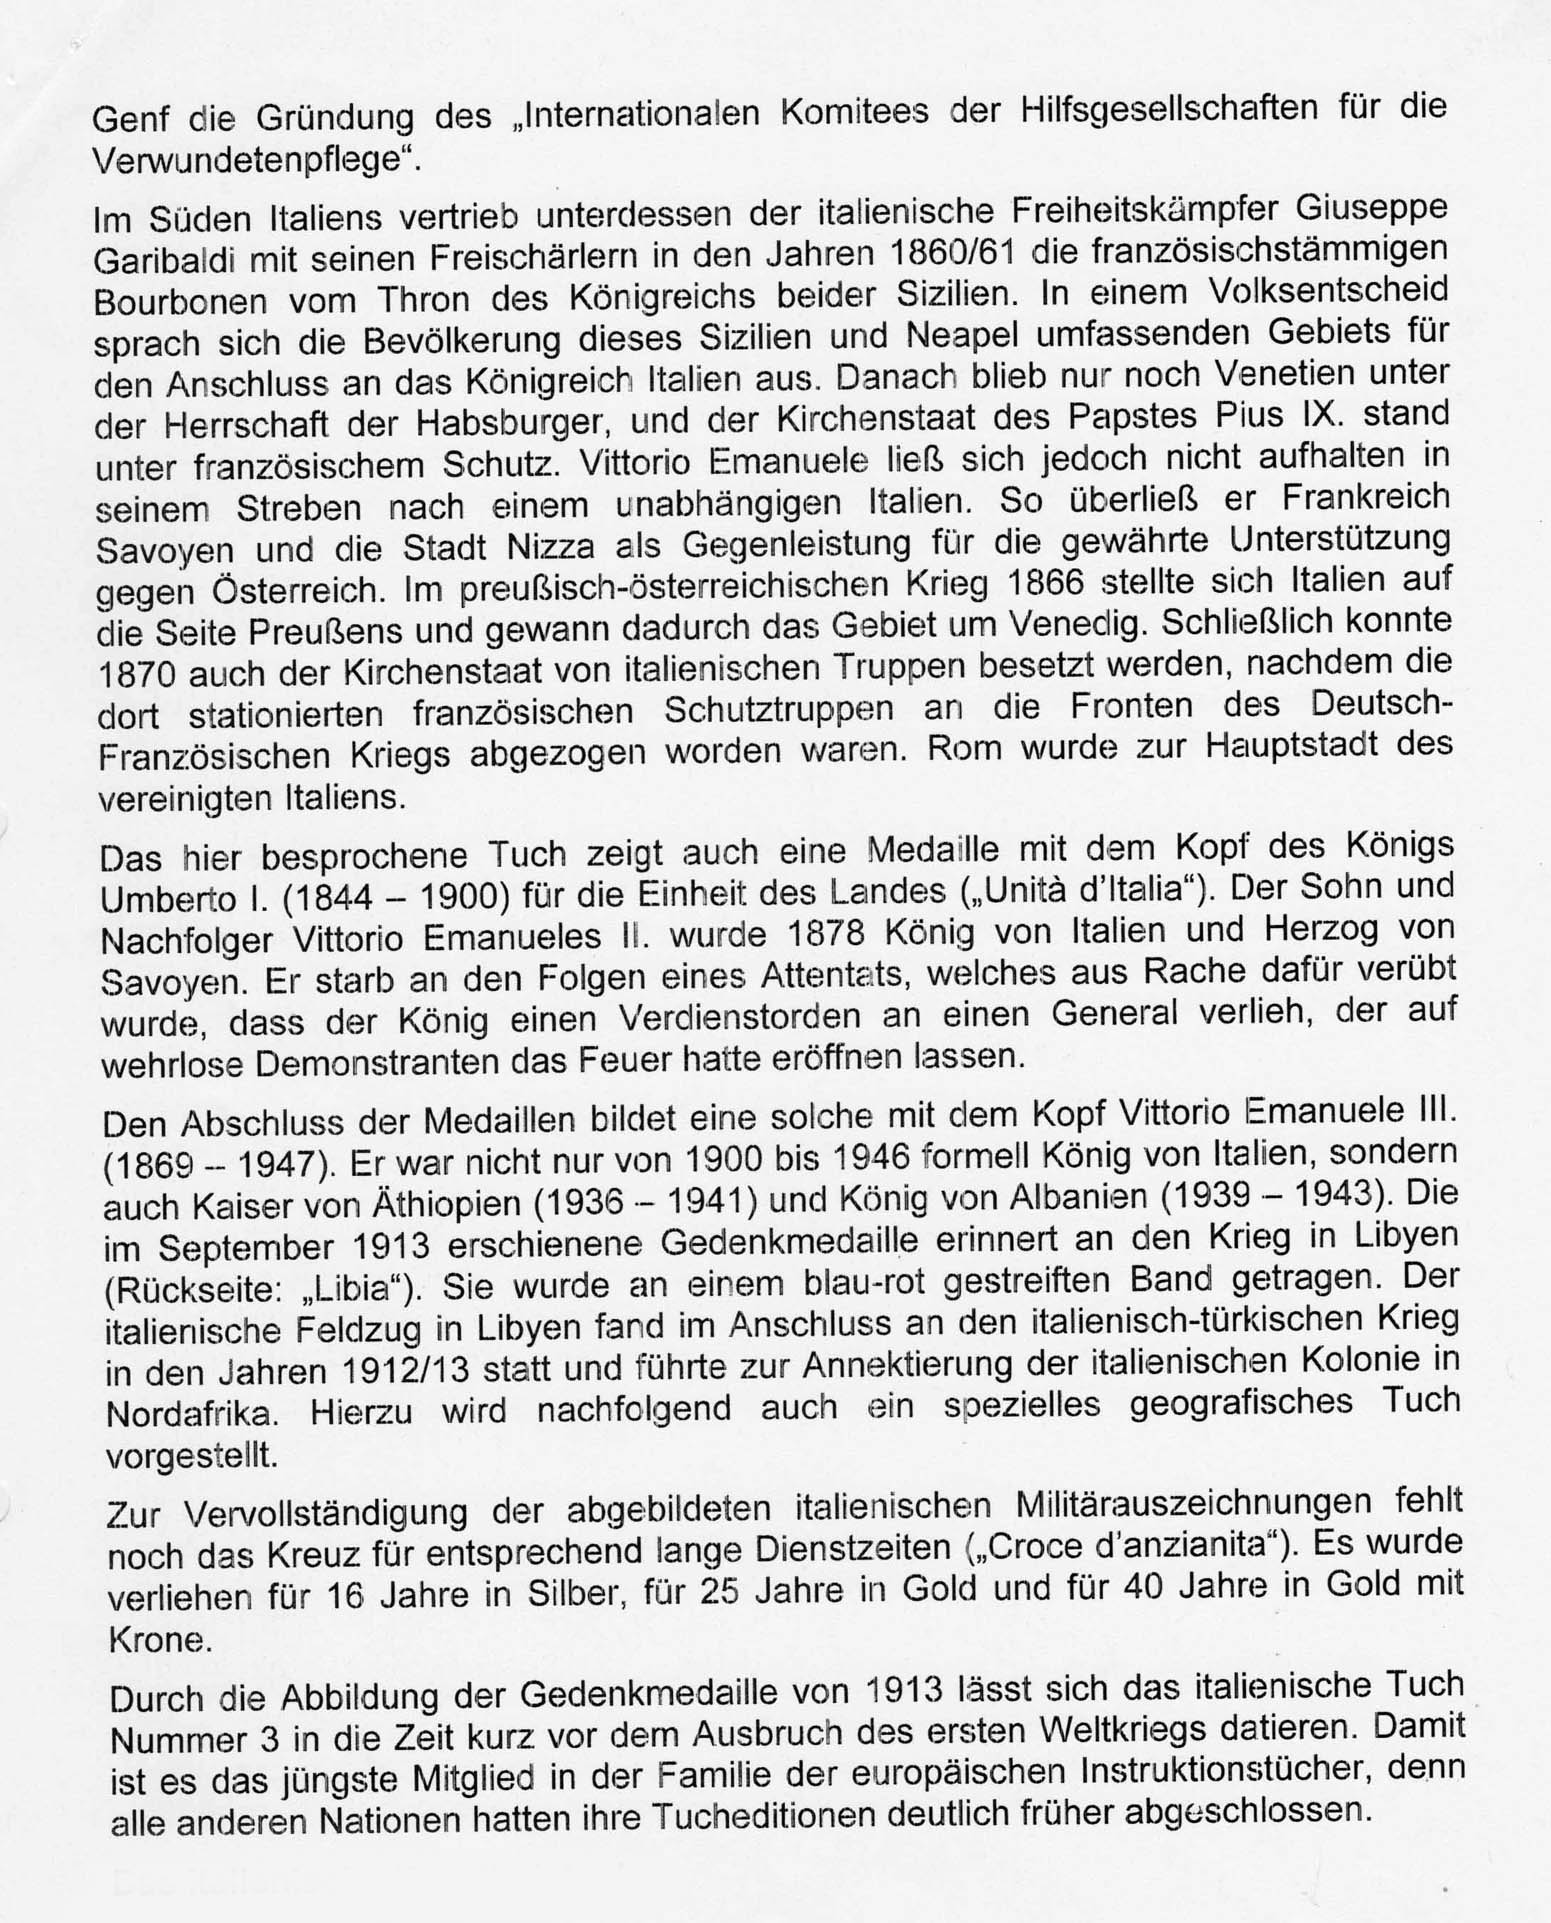 Genf die Gründung des „Internationalen Komitees der Hilfsgesellschaften für die
Verwundetenpflege“.
Im Süden Italiens vertrieb unterdessen der italienische Freiheitskämpfer Giuseppe
Garibaldi mit seinen Freischärlern in den Jahren 1860/61 die französischstämmigen
Bourbonen vom Thron des Königreichs beider Sizilien. In einem Volksentscheid
sprach sich die Bevölkerung dieses Sizilien und Neapel umfassenden Gebiets für
den Anschluss an das Königreich Italien aus. Danach blieb nur noch Venetien unter
der Herrschaft der Habsburger, und der Kirchenstaat des Papstes Pius IX. stand
unter französischem Schutz. Vittorio Emanuele ließ sich jedoch nicht aufhalten in
seinem Streben nach einem unabhängigen Italien. So überließ er Frankreich
Savoyen und die Stadt Nizza als Gegenleistung für die gewährte Unterstützung
gegen Österreich. Im preußisch-österreichischen Krieg 1866 stellte sich Italien auf
die Seite Preußens und gewann dadurch das Gebiet um Venedig. Schließlich konnte
1870 auch der Kirchenstaat von italienischen Truppen besetzt werden, nachdem die
dort stationierten französischen Schutztruppen an die Fronten des Deutsch-
Französischen Kriegs abgezogen worden waren. Rom wurde zur Hauptstadt des
vereinigten Italiens.
Das hier besprochene Tuch zeigt auch eine Medaille mit dem Kopf des Königs
Umberto I. (1844 – 1900) für die Einheit des Landes („Unità d’Italia“). Der Sohn und
Nachfolger Vittorio Emanueles II. wurde 1878 König von Italien und Herzog von
Savoyen. Er starb an den Folgen eines Attentats, welches aus Rache dafür verübt
wurde, dass der König einen Verdienstorden an einen General verlieh, der auf
wehrlose Demonstranten das Feuer hatte eröffnen lassen.
Den Abschluss der Medaillen bildet eine solche mit dem Kopf Vittorio Emanuele III.
(1869 – 1947). Er war nicht nur von 1900 bis 1946 formell König von Italien, sondern
auch Kaiser von Äthiopien (1936 – 1941) und König von Albanien (1939 – 1943). Die
im September 1913 erschienene Gedenkmedaille erinnert an den Krieg in Libyen
(Rückseite: „Libia“). Sie wurde an einem blau-rot gestreiften Band getragen. Der
italienische Feldzug in Libyen fand im Anschluss an den italienisch-türkischen Krieg
in den Jahren 1912/13 statt und führte zur Annektierung der italienischen Kolonie in
Nordafrika. Hierzu wird nachfolgend auch ein spezielles geografisches Tuch
vorgestellt.
Zur Vervollständigung der abgebildeten italienischen Militärauszeichnungen fehlt
noch das Kreuz für entsprechend lange Dienstzeiten („Croce d’anzianita“). Es wurde
verliehen für 16 Jahre in Silber, für 25 Jahre in Gold und für 40 Jahre in Gold mit
Krone.
Durch die Abbildung der Gedenkmedaille von 1913 lässt sich das italienische Tuch
Nummer 3 in die Zeit kurz vor dem Ausbruch des ersten Weltkriegs datieren. Damit
ist es das jüngste Mitglied in der Familie der europäischen Instruktionstücher, denn
alle anderen Nationen hatten ihre Tucheditionen deutlich früher abgeschlossen.